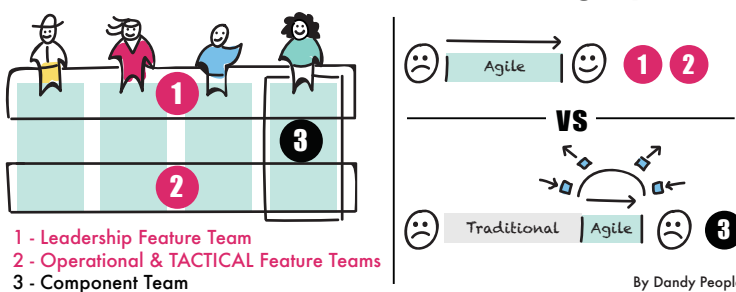 1
3
2
1 - Leadership Feature Team
2 - Operational & TACTICAL Feature Teams
3 - Component Team
Agile
1 2
VS
Traditional Agile 3
By Dandy People